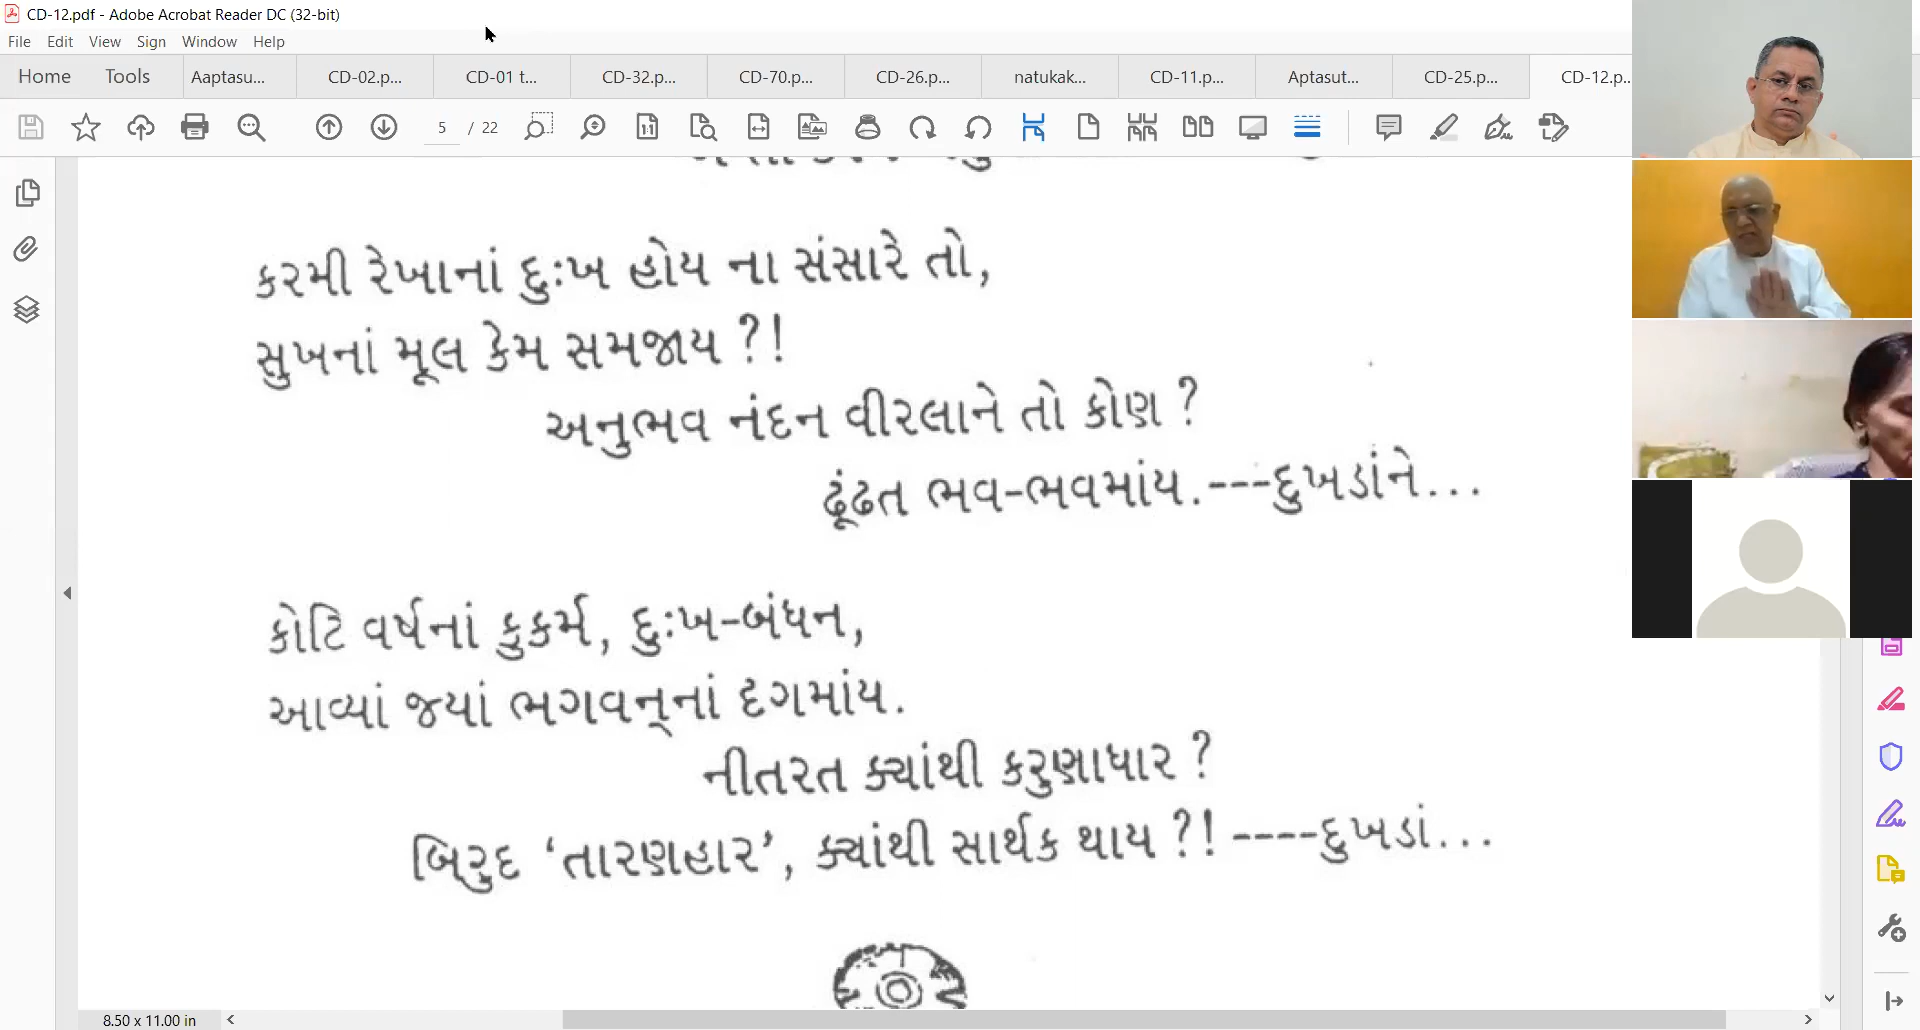 CD-12.pdf - Adobe Acrobat Reader DC (32-bit)
File Edit View Sign Window Help
Home Tools Aaptasu... CD-02.p... CD-01 t... CD-32.p... CD-70.p... CD-26.p... natukak... CD-11.p... Aptasut... CD-25.p... CD-12.p..
5 / 22
કરમી રેખાનાં દુઃખ હોય ના સંસારે તો,
સુખનાં મૂલ કેમ સમજાય ?!
અનુભવ નંદન વીરલાને તો કોણ ?
ઢૂંઢત ભવ-ભવમાંય.---દુખડાંને...
કોટિ વર્ષનાં કુકર્મ, દુઃખ-બંધન,
આવ્યાં જયાં ભગવન્‌નાં દગમાંય.
નીતરત ક્યાંથી કરુણાધાર ?
બિરુદ ‘તારણહાર’, ક્યાંથી સાર્થક થાય ?! ----દુખડાં...
8.50 x 11.00 in